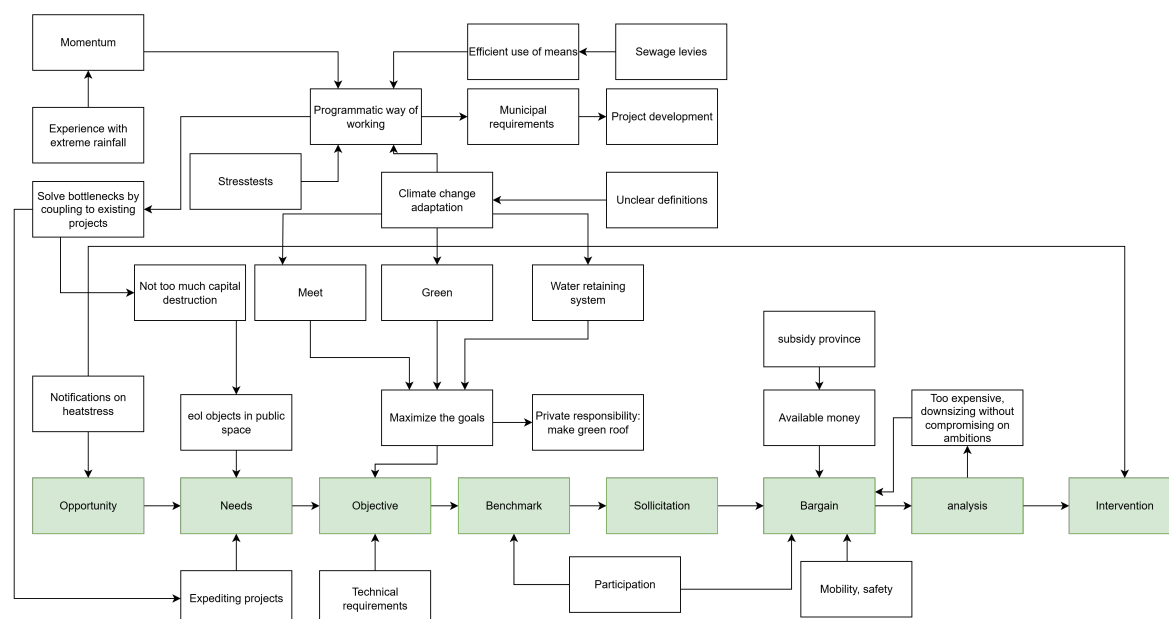 Momentum
Efficient use of means
Sewage levies
Experience with
extreme rainfall
Programmatic way of
working
Municipal
requirements
Project development
Stresstests
Solve bottlenecks by
coupling to existing
projects
Climate change
adaptation
Unclear definitions
Not too much capital
destruction
Meet
Green
Water retaining
system
subsidy province
Notifications on
heatstress
eol objects in public
space
Maximize the goals
Private responsibility:
make green roof
Available money
Too expensive,
downsizing without
compromising on
ambitions
Opportunity
Needs
Objective
Benchmark
Sollicitation
Bargain
analysis
Intervention
Expediting projects
Technical
requirements
Participation
Mobility, safety